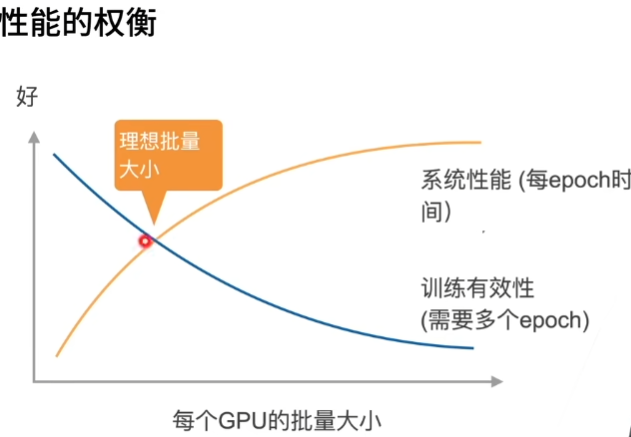 性能的权衡
好
理想批量
大小
系统性能 (每epoch时
间)
训练有效性
(需要多个epoch)
每个GPU的批量大小